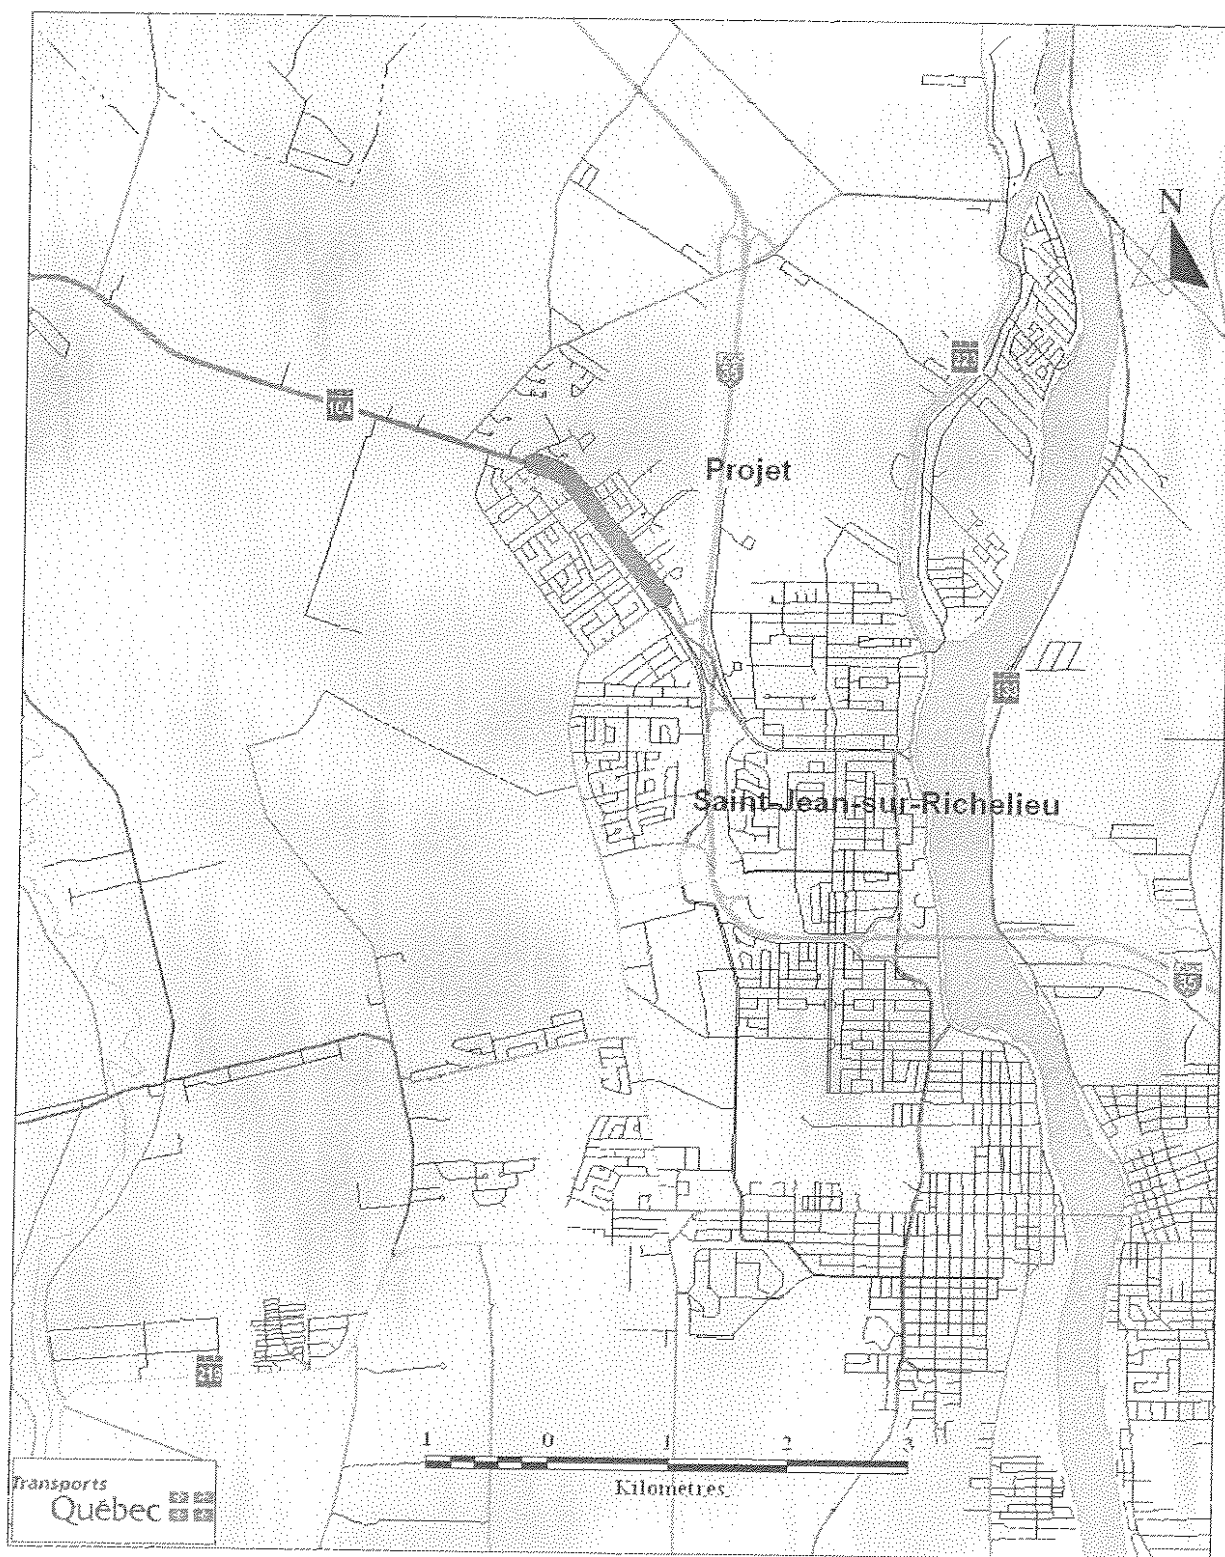 N
104
35
223
Projet
133
Saint-Jean-sur-Richelieu
35
219
1 0 1 2 3
Kilometres
Transports
Québec